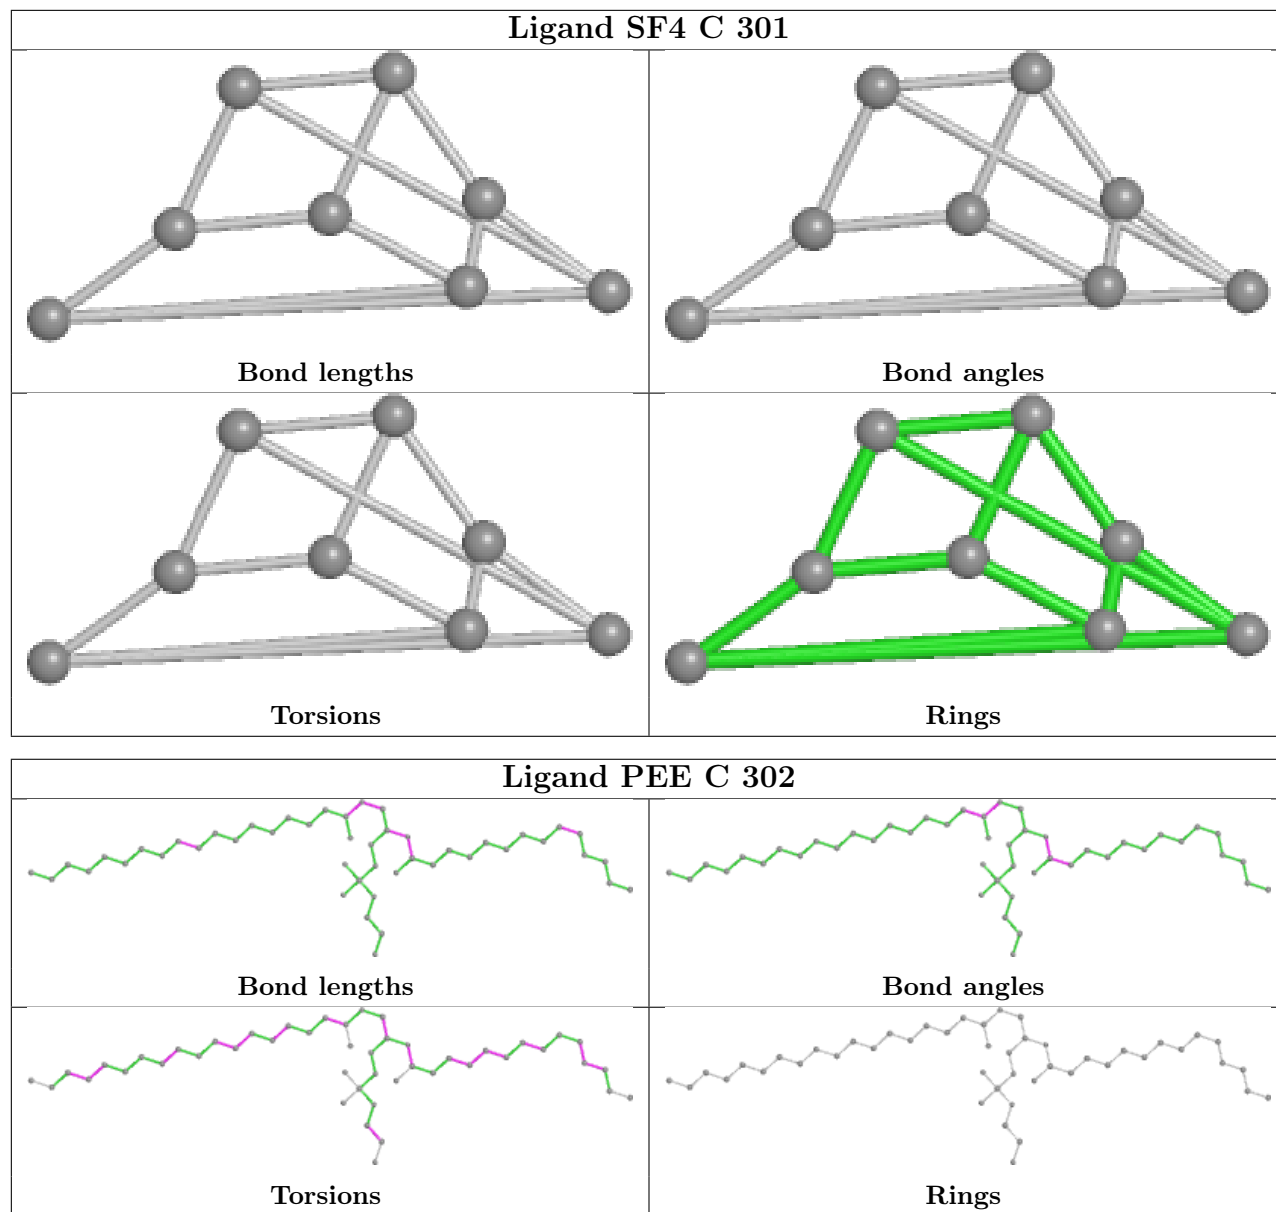 Ligand SF4 C 301
Bond lengths
Bond angles
Torsions
Rings
Ligand PEE C 302
Bond lengths
Bond angles
Torsions
Rings